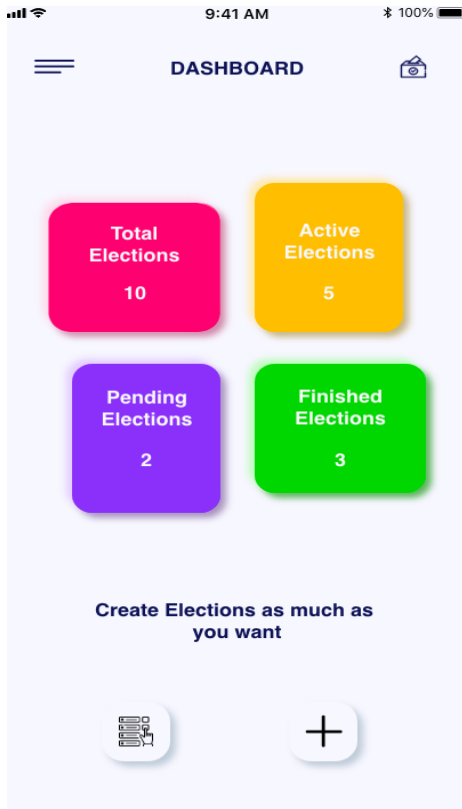 9:41 AM
100%
DASHBOARD
Total
Elections
10
Active
Elections
5
Pending
Elections
2
Finished
Elections
3
Create Elections as much as
you want